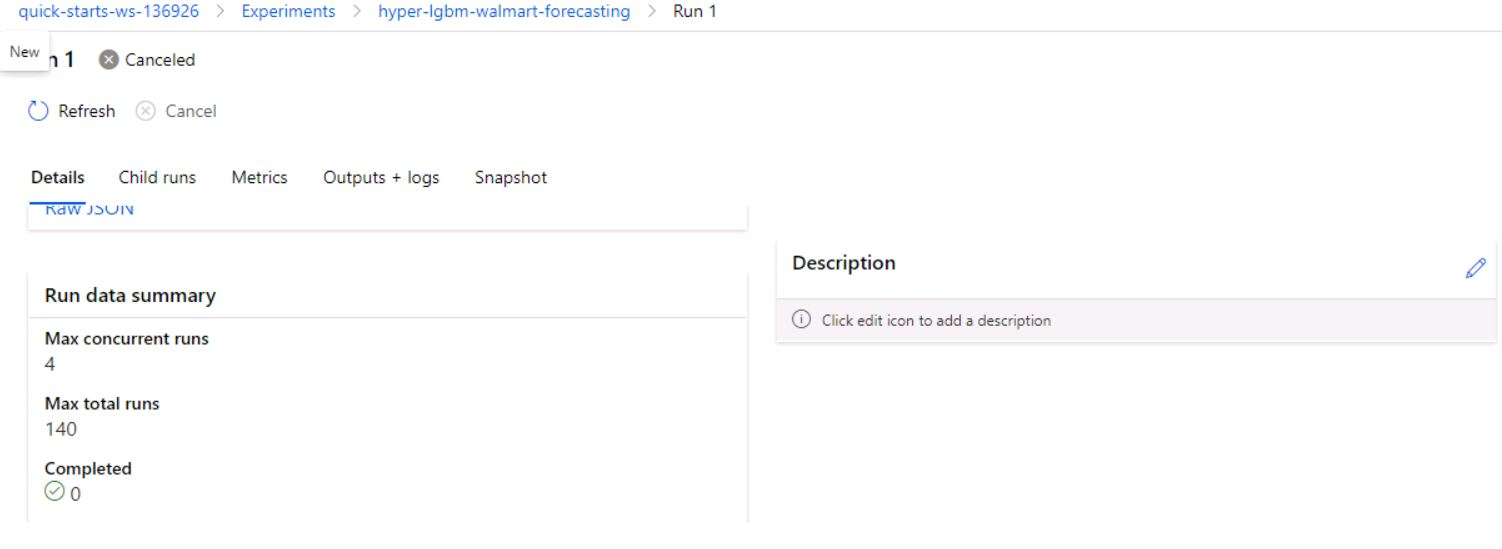 quick-starts-ws-136926 > Experiments > hyper-lgbm-walmart-forecasting > Run 1
New
n 1 Canceled
Refresh Cancel
Details Child runs Metrics Outputs + logs Snapshot
Raw JSON
Description
Run data summary
Click edit icon to add a description
Max concurrent runs
4
Max total runs
140
Completed
0